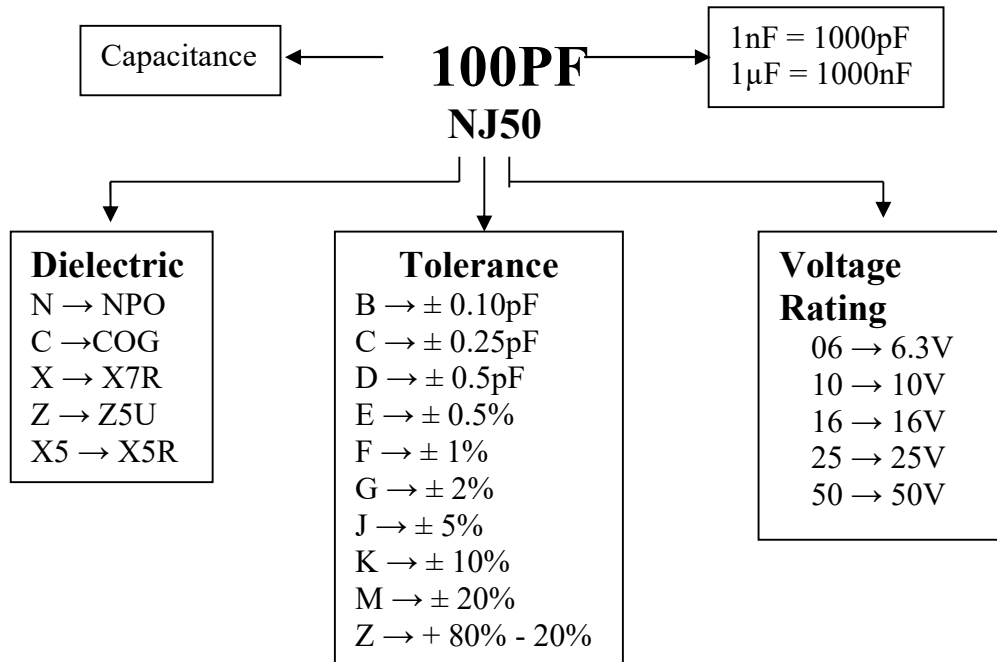 Capacitance
100PF
1nF = 1000pF
1µF = 1000nF
NJ50
Dielectric
N → NPO
C →COG
X → X7R
Z → Z5U
X5 → X5R
Tolerance
B → ± 0.10pF
C → ± 0.25pF
D → ± 0.5pF
E → ± 0.5%
F → ± 1%
G → ± 2%
J → ± 5%
K → ± 10%
M → ± 20%
Z → + 80% - 20%
Voltage
Rating
06 → 6.3V
10 → 10V
16 → 16V
25 → 25V
50 → 50V